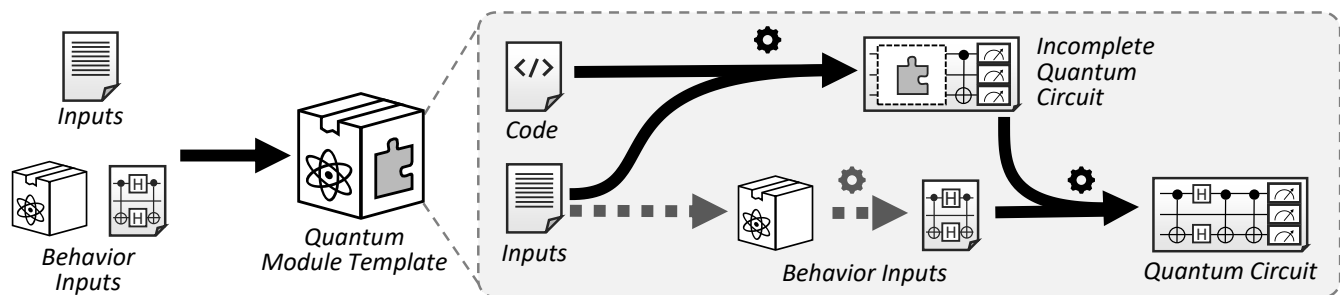 Inputs
Behavior
Inputs
H
H
Quantum
Module Template
</>
Code
Inputs
Incomplete
Quantum
Circuit
H
H
Behavior Inputs
H
H
Quantum Circuit